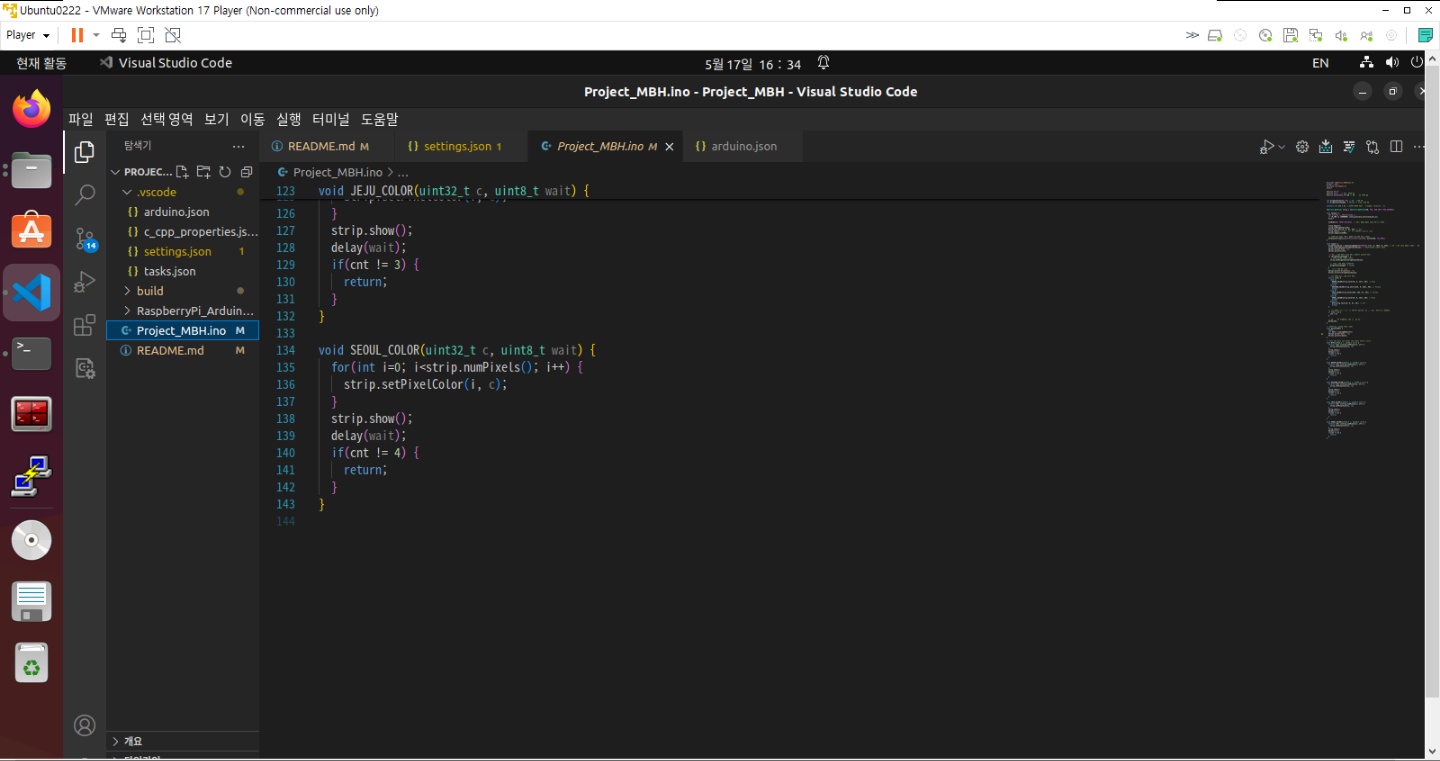 Ubuntu0222 - VMware Workstation 17 Player (Non-commercial use only)
Player
현재 활동
Visual Studio Code
5월 17일 16 : 34
EN
Project_MBH.ino - Project_MBH - Visual Studio Code
파일 편집 선택 영역 보기 이동 실행 터미널 도움말
탐색기
README.md M
{} settings.json 1
Project_MBH.ino M
{} arduino.json
PROJEC...
Project_MBH.ino > ...
.vscode
{} arduino.json
{} c_cpp_properties.js...
{} settings.json 1
{} tasks.json
build
RaspberryPi_Arduin...
Project_MBH.ino M
README.md M
14
>_
개요
123 void JEJU_COLOR(uint32_t c, uint8_t wait) {
126 }
127 strip.show();
128 delay(wait);
129 if(cnt != 3) {
130 return;
131 }
132 }
133
134 void SEOUL_COLOR(uint32_t c, uint8_t wait) {
135 for(int i=0; i<strip.numPixels(); i++) {
136 strip.setPixelColor(i, c);
137 }
138 strip.show();
139 delay(wait);
140 if(cnt != 4) {
141 return;
142 }
143 }
144